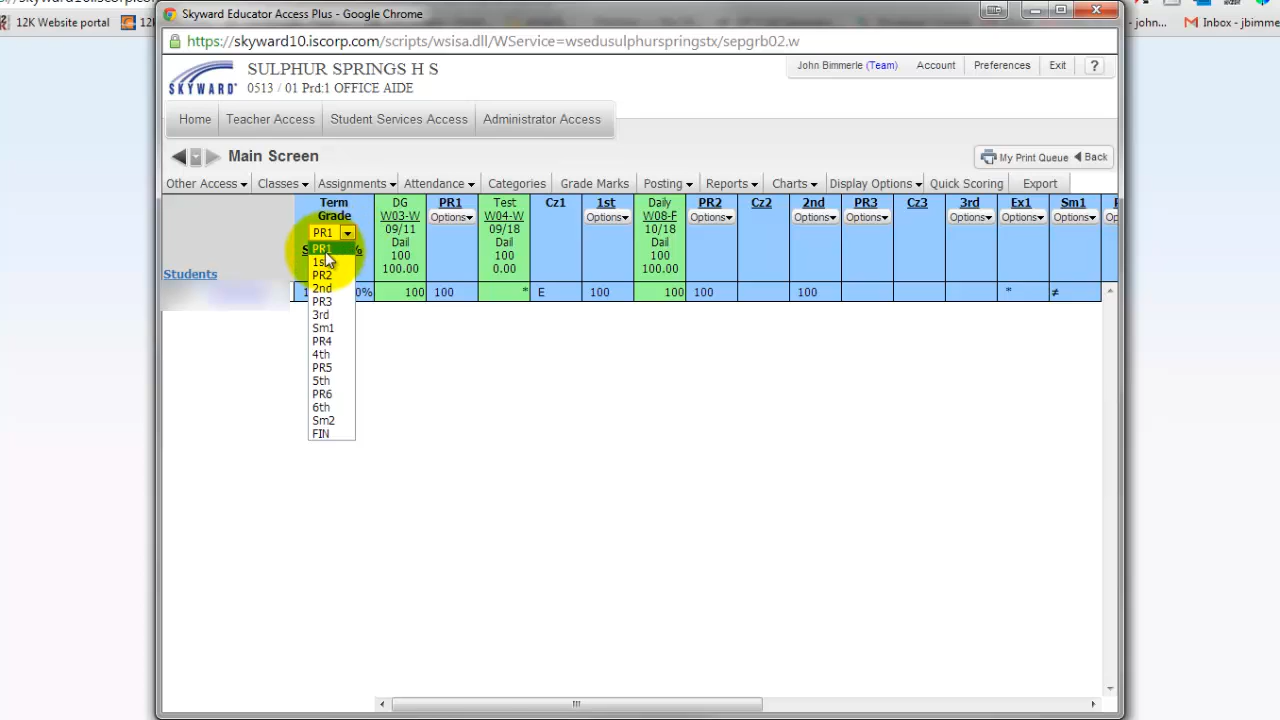 12K Website portal
12
john...
Inbox - jbimme
Skyward Educator Access Plus - Google Chrome
https://skyward10.iscorp.com/scripts/wsisa.dll/WService=wsedusulphurspringstx/sepgrb02.w
SKYWARD
SULPHUR SPRINGS H S
0513 / 01 Prd:1 OFFICE AIDE
John Bimmerle (Team) Account Preferences Exit ?
Home Teacher Access Student Services Access Administrator Access
Main Screen
My Print Queue Back
Other Access Classes Assignments Attendance Categories Grade Marks Posting Reports Charts Display Options Quick Scoring Export
Term Grade
PR1
DG W03-W 09/11 Dail 100 100.00
PR1 Options
Test W04-W 09/18 Dail 100 0.00
Cz1
1st Options
Daily W08-F 10/18 Dail 100 100.00
PR2 Options
Cz2
2nd Options
PR3 Options
Cz3
3rd Options
Ex1 Options
Sm1 Options
Students
0% 100 100 * E 100 100 100 100 * ≠
PR1
1st
PR2
2nd
PR3
3rd
Sm1
PR4
4th
PR5
5th
PR6
6th
Sm2
FIN